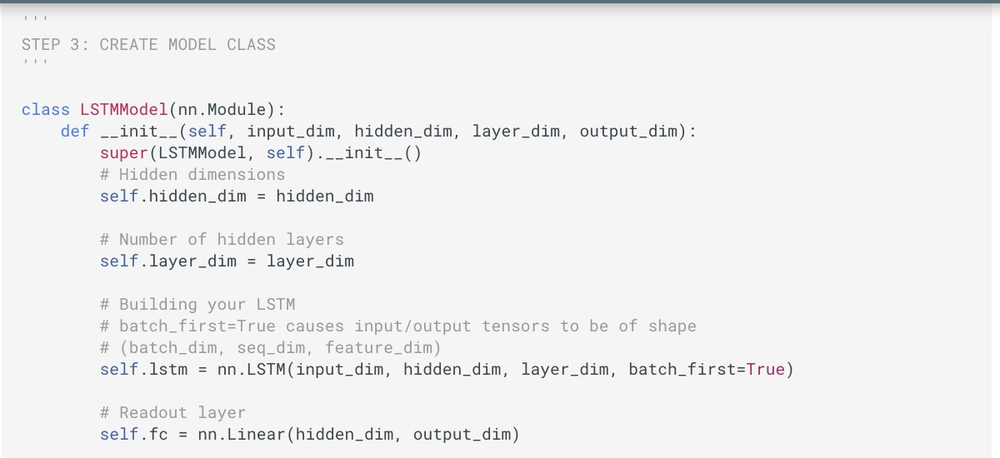 '''
STEP 3: CREATE MODEL CLASS
'''
class LSTMModel(nn.Module):
    def __init__(self, input_dim, hidden_dim, layer_dim, output_dim):
        super(LSTMModel, self).__init__()
        # Hidden dimensions
        self.hidden_dim = hidden_dim
        # Number of hidden layers
        self.layer_dim = layer_dim
        # Building your LSTM
        # batch_first=True causes input/output tensors to be of shape
        # (batch_dim, seq_dim, feature_dim)
        self.lstm = nn.LSTM(input_dim, hidden_dim, layer_dim, batch_first=True)
        # Readout layer
        self.fc = nn.Linear(hidden_dim, output_dim)